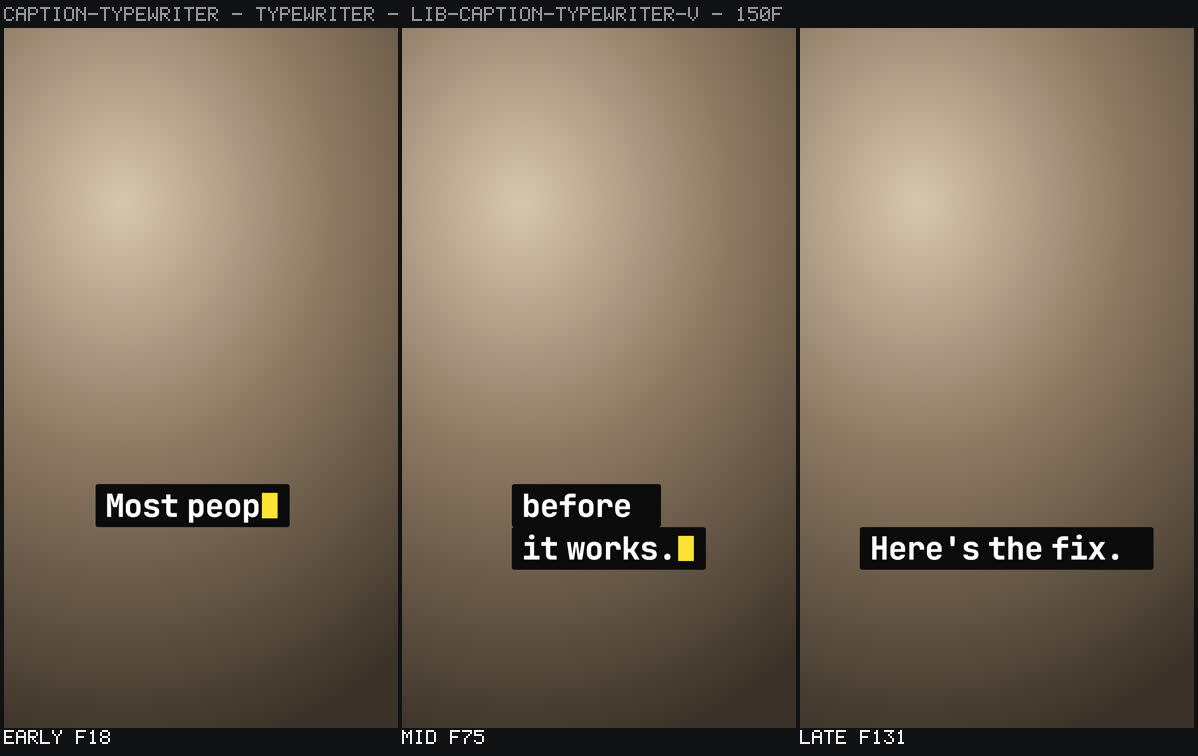 CAPTION-TYPEWRITER - TYPEWRITER - LIB-CAPTION-TYPEWRITER-V - 150F
Most peop
before
it works.
Here's the fix.
EARLY F18
MID F75
LATE F131